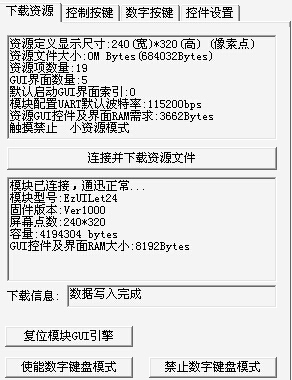 下载资源 控制按键 数字按键 控件设置
资源定义显示尺寸:240(宽)*320(高) (像素点)
资源文件大小:0M Bytes(684032Bytes)
资源项数量:19
GUI界面数量:5
默认启动GUI界面索引:0
模块配置UART默认波特率:115200bps
资源GUI控件及界面RAM需求:3662Bytes
触摸禁止 小资源模式
连接并下载资源文件
模块已连接，通迅正常...
模块型号:EzUILet24
固件版本:Ver1000
屏幕点数:240*320
容量:4194304 bytes
GUI控件及界面RAM大小:8192Bytes
下载信息: 数据写入完成
复位模块GUI引擎
使能数字键盘模式 禁止数字键盘模式